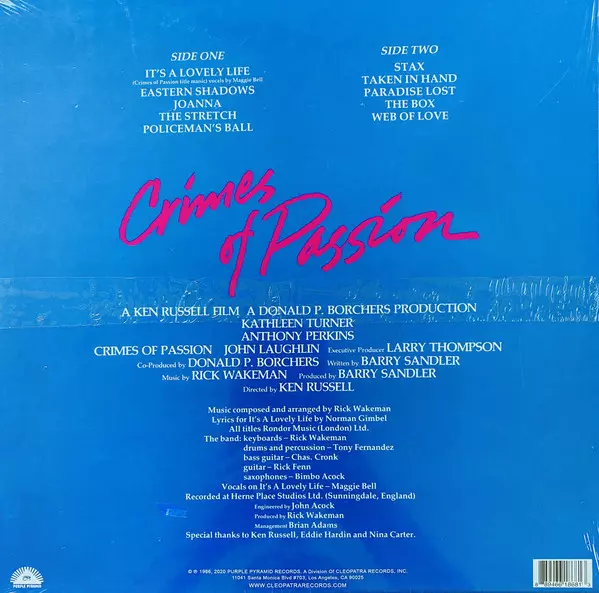 SIDE ONE
IT'S A LOVELY LIFE
(Crimes of Passion title music) vocals by Maggie Bell
EASTERN SHADOWS
JOANNA
THE STRETCH
POLICEMAN'S BALL
SIDE TWO
STAX
TAKEN IN HAND
PARADISE LOST
THE BOX
WEB OF LOVE
Crimes
of Passion
A KEN RUSSELL FILM A DONALD P. BORCHERS PRODUCTION
KATHLEEN TURNER
ANTHONY PERKINS
CRIMES OF PASSION JOHN LAUGHLIN Executive Producer LARRY THOMPSON
Co-Produced by DONALD P. BORCHERS Written by BARRY SANDLER
Music by RICK WAKEMAN Produced by BARRY SANDLER
Directed by KEN RUSSELL
Music composed and arranged by Rick Wakeman
Lyrics for It's A Lovely Life by Norman Gimbel
All titles Rondor Music (London) Ltd.
The band: keyboards – Rick Wakeman
drums and percussion – Tony Fernandez
bass guitar – Chas. Cronk
guitar – Rick Fenn
saxophones – Bimbo Acock
Vocals on It's A Lovely Life – Maggie Bell
Recorded at Herne Place Studios Ltd. (Sunningdale, England)
Engineered by John Acock
Produced by Rick Wakeman
Management Brian Adams
Special thanks to Ken Russell, Eddie Hardin and Nina Carter.
PURPLE PYRAMID
© ℗ 1986, 2020 PURPLE PYRAMID RECORDS. A Division Of CLEOPATRA RECORDS, INC.
11041 Santa Monica Blvd #703, Los Angeles, CA 90025
WWW.CLEOPATRARECORDS.COM
8 89466 18681 3